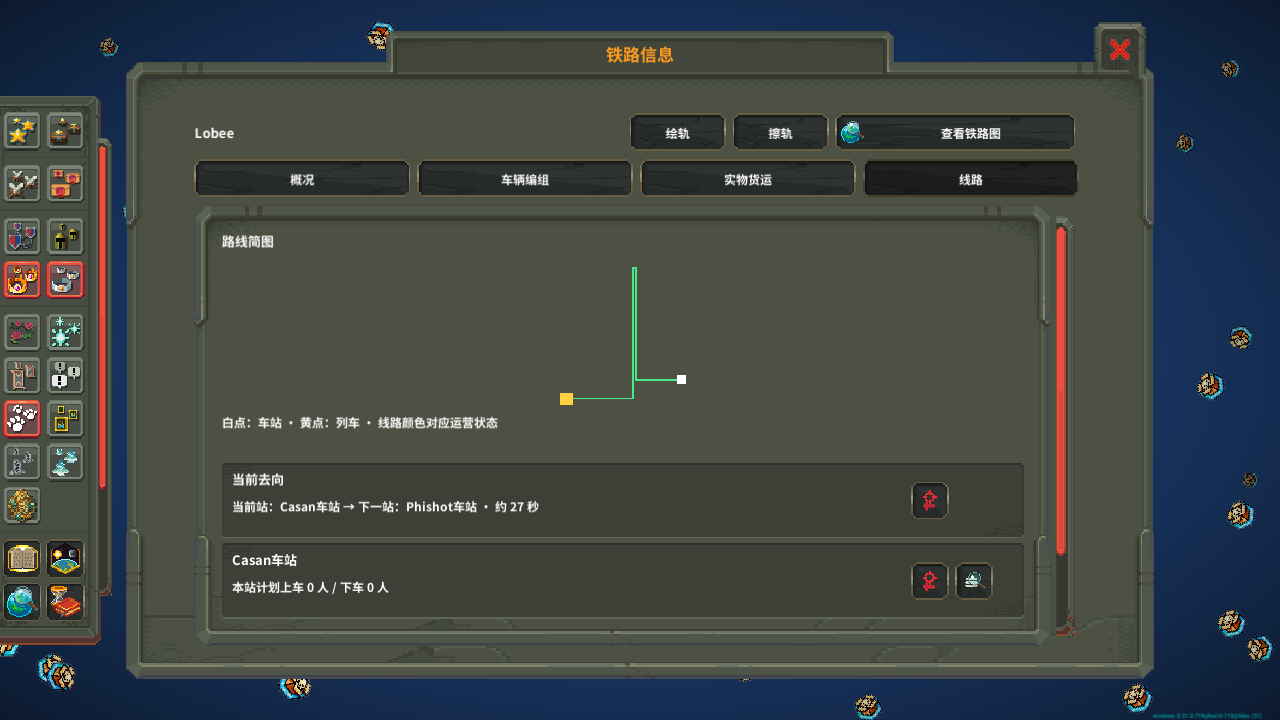 铁路信息
Lobee
绘轨
擦轨
查看铁路图
概况
车辆编组
实物货运
线路
路线简图
白点：车站 · 黄点：列车 · 线路颜色对应运营状态
当前去向
当前站：Casan车站 → 下一站：Phishot车站 · 约 27 秒
Casan车站
本站计划上车 0 人 / 下车 0 人